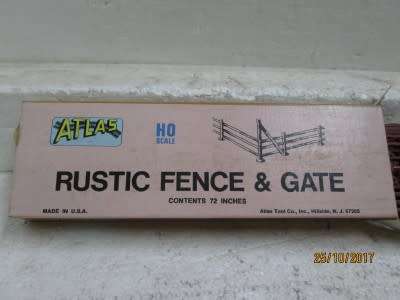 ATLAS
HO
SCALE
RUSTIC FENCE & GATE
CONTENTS 72 INCHES
MADE IN U.S.A.
Atlas Tool Co., Inc., Hillside, N. J. 07205
25/10/2017